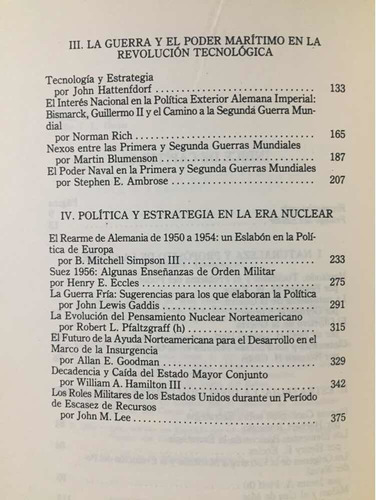 III. LA GUERRA Y EL PODER MARÍTIMO EN LA
REVOLUCIÓN TECNOLÓGICA
Tecnología y Estrategia
por John Hattenfdorf 133
El Interés Nacional en la Política Exterior Alemana Imperial:
Bismarck, Guillermo II y el Camino a la Segunda Guerra Mun-
dial
por Norman Rich 165
Nexos entre las Primera y Segunda Guerras Mundiales
por Martin Blumenson 187
El Poder Naval en la Primera y Segunda Guerras Mundiales
por Stephen E. Ambrose 207
IV. POLÍTICA Y ESTRATEGIA EN LA ERA NUCLEAR
El Rearme de Alemania de 1950 a 1954: un Eslabón en la Polí-
tica de Europa
por B. Mitchell Simpson III 233
Suez 1956: Algunas Enseñanzas de Orden Militar
por Henry E. Eccles 275
La Guerra Fría: Sugerencias para los que elaboran la Política
por John Lewis Gaddis 291
La Evolución del Pensamiento Nuclear Norteamericano
por Robert L. Pfaltzgraff (h) 315
El Futuro de la Ayuda Norteamericana para el Desarrollo en el
Marco de la Insurgencia
por Allan E. Goodman 329
Decadencia y Caída del Estado Mayor Conjunto
por William A. Hamilton III 342
Los Roles Militares de los Estados Unidos durante un Período
de Escasez de Recursos
por John M. Lee 375